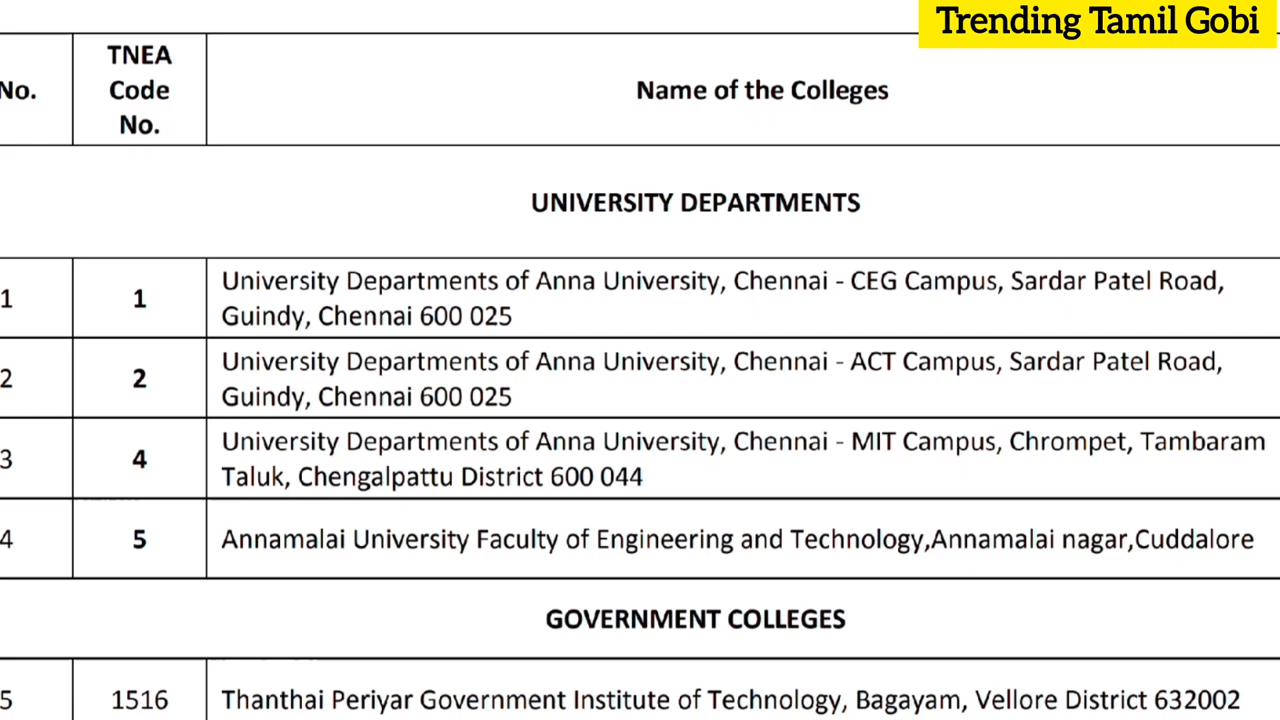 Trending Tamil Gobi
No.
TNEA
Code
No.
Name of the Colleges
UNIVERSITY DEPARTMENTS
1
1
University Departments of Anna University, Chennai - CEG Campus, Sardar Patel Road,
Guindy, Chennai 600 025
2
2
University Departments of Anna University, Chennai - ACT Campus, Sardar Patel Road,
Guindy, Chennai 600 025
3
4
University Departments of Anna University, Chennai - MIT Campus, Chrompet, Tambaram
Taluk, Chengalpattu District 600 044
4
5
Annamalai University Faculty of Engineering and Technology,Annamalai nagar,Cuddalore
GOVERNMENT COLLEGES
5
1516
Thanthai Periyar Government Institute of Technology, Bagayam, Vellore District 632002